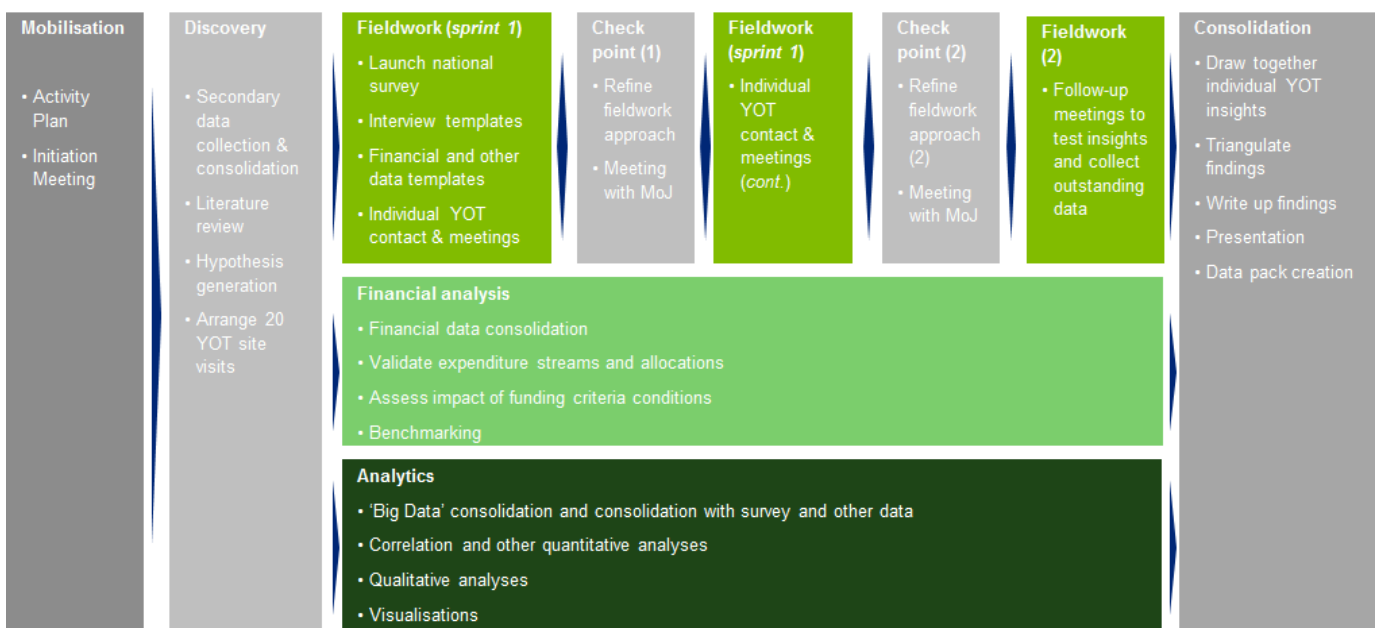 Mobilisation
• Activity
Plan
• Initiation
Meeting
Discovery
• Secondary
data
collection &
consolidation
• Literature
review
• Hypothesis
generation
• Arrange 20
YOT site
visits
Fieldwork (sprint 1)
• Launch national
survey
• Interview templates
• Financial and other
data templates
• Individual YOT
contact & meetings
Check
point (1)
• Refine
fieldwork
approach
• Meeting
with MoJ
Fieldwork
(sprint 1)
• Individual
YOT
contact &
meetings
(cont.)
Check
point (2)
• Refine
fieldwork
approach
(2)
• Meeting
with MoJ
Fieldwork
(2)
• Follow-up
meetings to
test insights
and collect
outstanding
data
Financial analysis
• Financial data consolidation
• Validate expenditure streams and allocations
• Assess impact of funding criteria conditions
• Benchmarking
Analytics
• 'Big Data' consolidation and consolidation with survey and other data
• Correlation and other quantitative analyses
• Qualitative analyses
• Visualisations
Consolidation
• Draw together
individual YOT
insights
• Triangulate
findings
• Write up findings
• Presentation
• Data pack creation